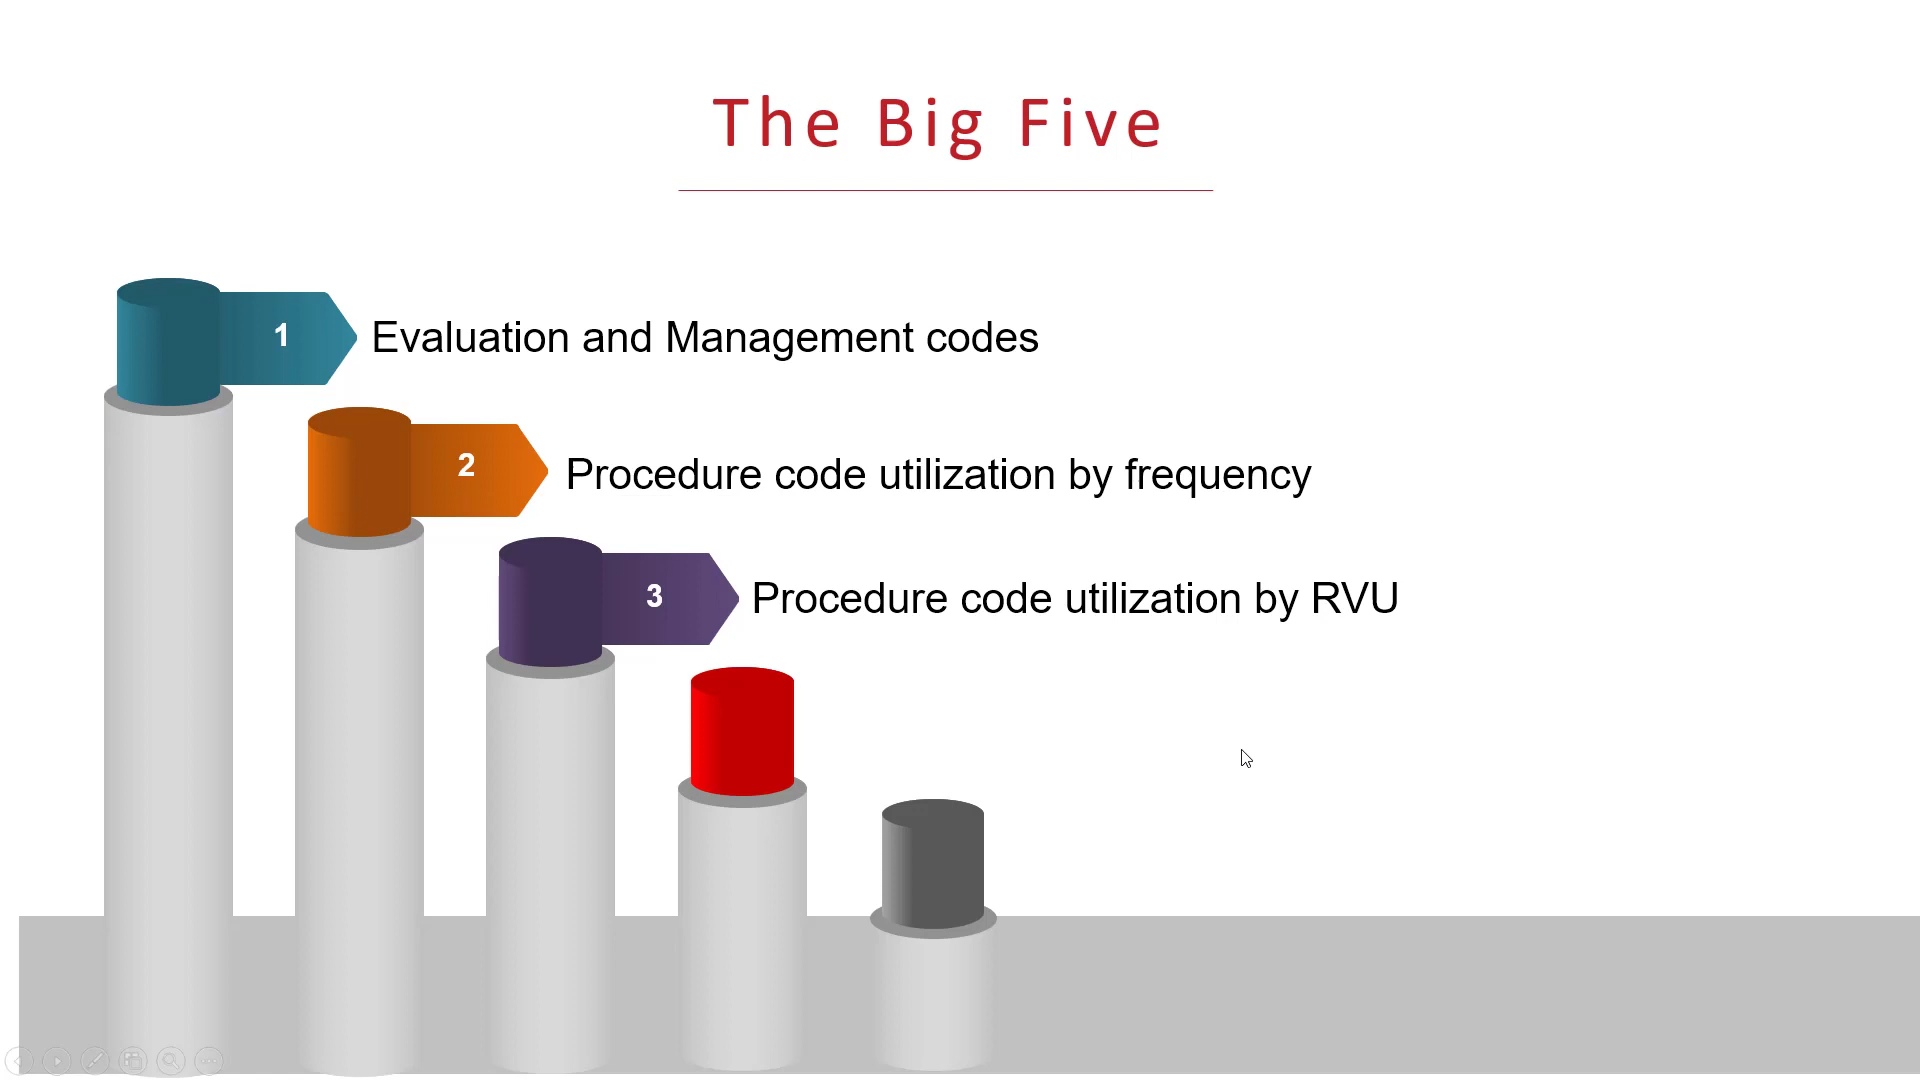 The Big Five
1
Evaluation and Management codes
2
Procedure code utilization by frequency
3
Procedure code utilization by RVU